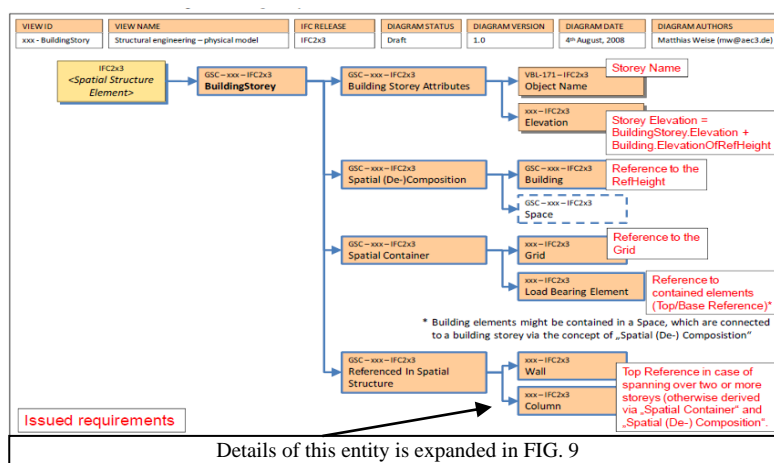 VIEW ID
VIEW NAME
IFC RELEASE
DIAGRAM STATUS
DIAGRAM VERSION
DIAGRAM DATE
DIAGRAM AUTHORS
xxx - BuildingStory
Structural engineering – physical model
IFC2x3
Draft
1.0
4th August, 2008
Matthias Weise (mw@aec3.de)
IFC2x3
<Spatial Structure
Element>
GSC – xxx – IFC2x3
BuildingStorey
GSC – xxx – IFC2x3
Building Storey Attributes
VBL-171 – IFC2x3
Object Name
Storey Name
xxx – IFC2x3
Elevation
Storey Elevation =
BuildingStorey.Elevation +
Building.ElevationOfRefHeight
GSC – xxx – IFC2x3
Spatial (De-)Composition
GSC – xxx – IFC2x3
Building
Reference to the
RefHeight
GSC – xxx – IFC2x3
Space
GSC – xxx – IFC2x3
Spatial Container
xxx – IFC2x3
Grid
Reference to the
Grid
xxx – IFC2x3
Load Bearing Element
Reference to
contained elements
(Top/Base Reference)*
* Building elements might be contained in a Space, which are connected
to a building storey via the concept of „Spatial (De-) Composistion"
GSC – xxx – IFC2x3
Referenced In Spatial
Structure
xxx – IFC2x3
Wall
xxx – IFC2x3
Column
Top Reference in case of
spanning over two or more
storeys (otherwise derived
via „Spatial Container" and
„Spatial (De-) Composition".
Issued requirements
Details of this entity is expanded in FIG. 9